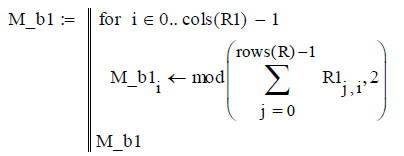 M_b1 := for i ∈ 0.. cols(R1) − 1
rows(R)−1
M_b1i ← mod( ∑ R1j,i,2 )
j = 0
M_b1